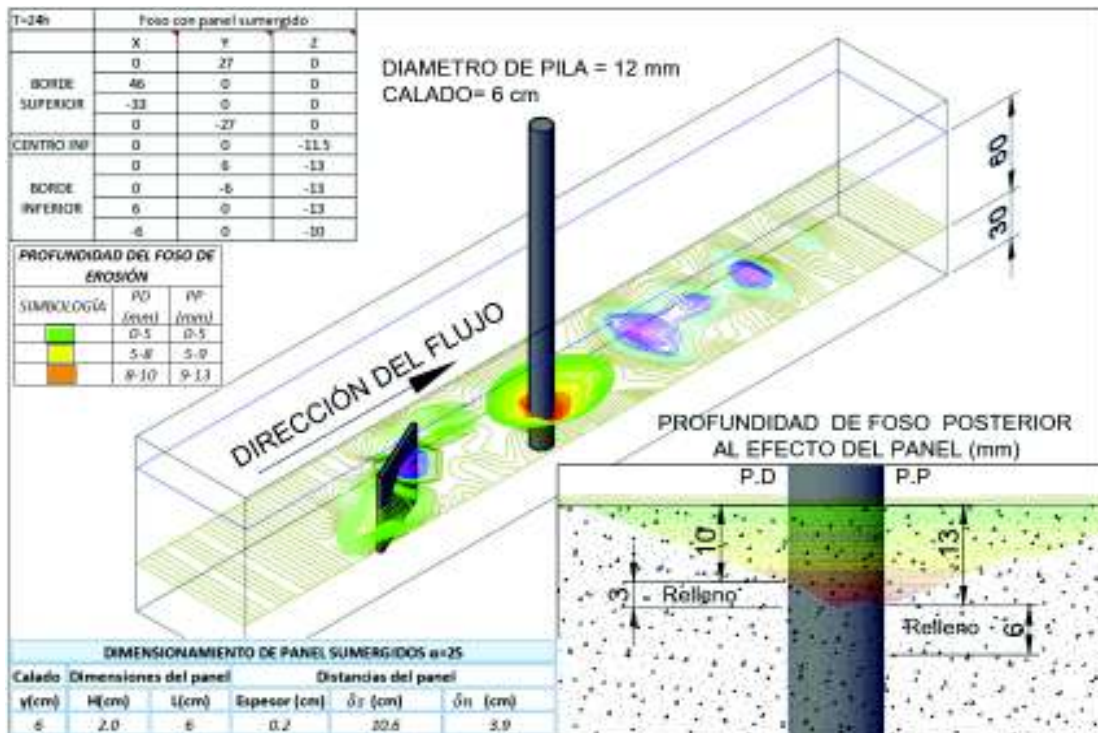 T=24h Foso con panel sumergido
X Y Z
BORDE SUPERIOR 0 27 0
46 0 0
-33 0 0
0 -27 0
CENTRO INF 0 0 -11.5
BORDE INFERIOR 0 6 -13
0 -6 -13
6 0 -13
-6 0 -10
PROFUNDIDAD DEL FOSO DE
EROSIÓN
SIMBOLOGÍA PD (mm) PP (mm)
0-5 0-5
5-8 5-9
8-10 9-13
DIAMETRO DE PILA = 12 mm
CALADO= 6 cm
60
30
DIRECCIÓN DEL FLUJO
PROFUNDIDAD DE FOSO POSTERIOR
AL EFECTO DEL PANEL (mm)
P.D P.P
10
13
3
Relleno
Relleno
6
DIMENSIONAMIENTO DE PANEL SUMERGIDOS α=25
Calado Dimensiones del panel Distancias del panel
y(cm) H(cm) L(cm) Espesor (cm) δs (cm) δn (cm)
6 2.0 6 0.2 10.6 3.9